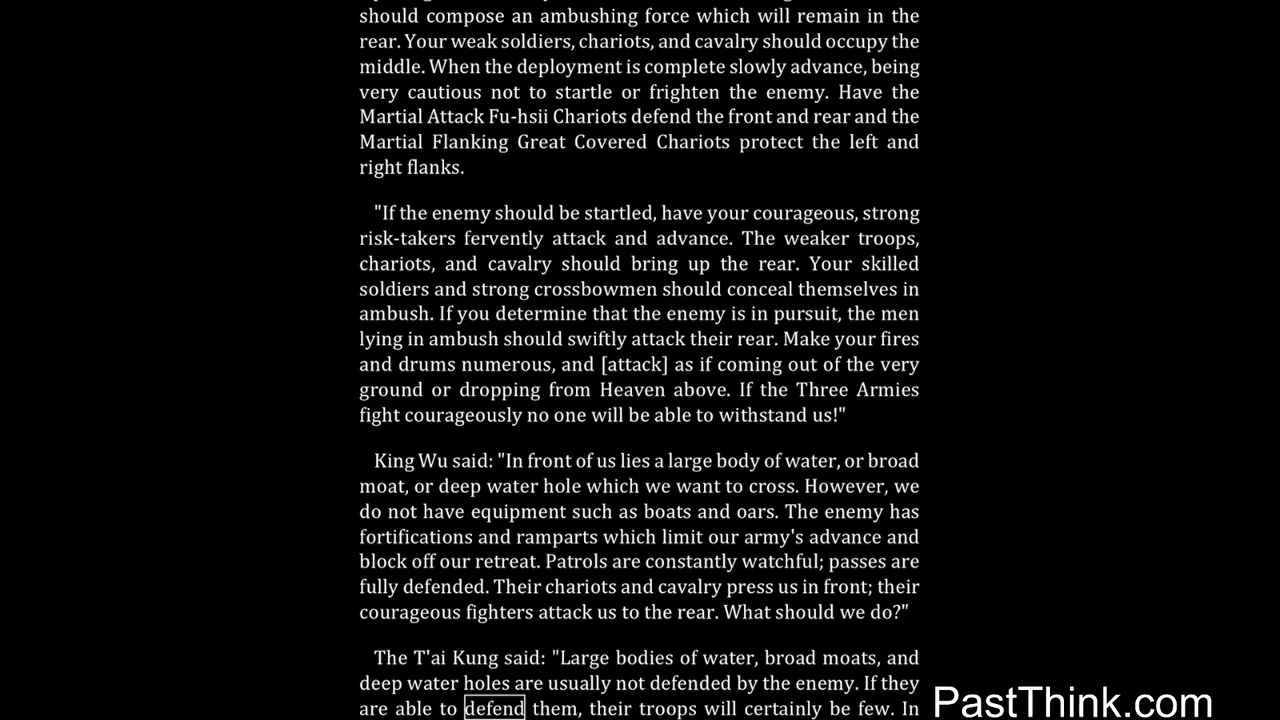 should compose an ambushing force which will remain in the
rear. Your weak soldiers, chariots, and cavalry should occupy the
middle. When the deployment is complete slowly advance, being
very cautious not to startle or frighten the enemy. Have the
Martial Attack Fu-hsii Chariots defend the front and rear and the
Martial Flanking Great Covered Chariots protect the left and
right flanks.
"If the enemy should be startled, have your courageous, strong
risk-takers fervently attack and advance. The weaker troops,
chariots, and cavalry should bring up the rear. Your skilled
soldiers and strong crossbowmen should conceal themselves in
ambush. If you determine that the enemy is in pursuit, the men
lying in ambush should swiftly attack their rear. Make your fires
and drums numerous, and [attack] as if coming out of the very
ground or dropping from Heaven above. If the Three Armies
fight courageously no one will be able to withstand us!"
King Wu said: "In front of us lies a large body of water, or broad
moat, or deep water hole which we want to cross. However, we
do not have equipment such as boats and oars. The enemy has
fortifications and ramparts which limit our army's advance and
block off our retreat. Patrols are constantly watchful; passes are
fully defended. Their chariots and cavalry press us in front; their
courageous fighters attack us to the rear. What should we do?"
The T'ai Kung said: "Large bodies of water, broad moats, and
deep water holes are usually not defended by the enemy. If they
are able to defend them, their troops will certainly be few. In
PastThink.com